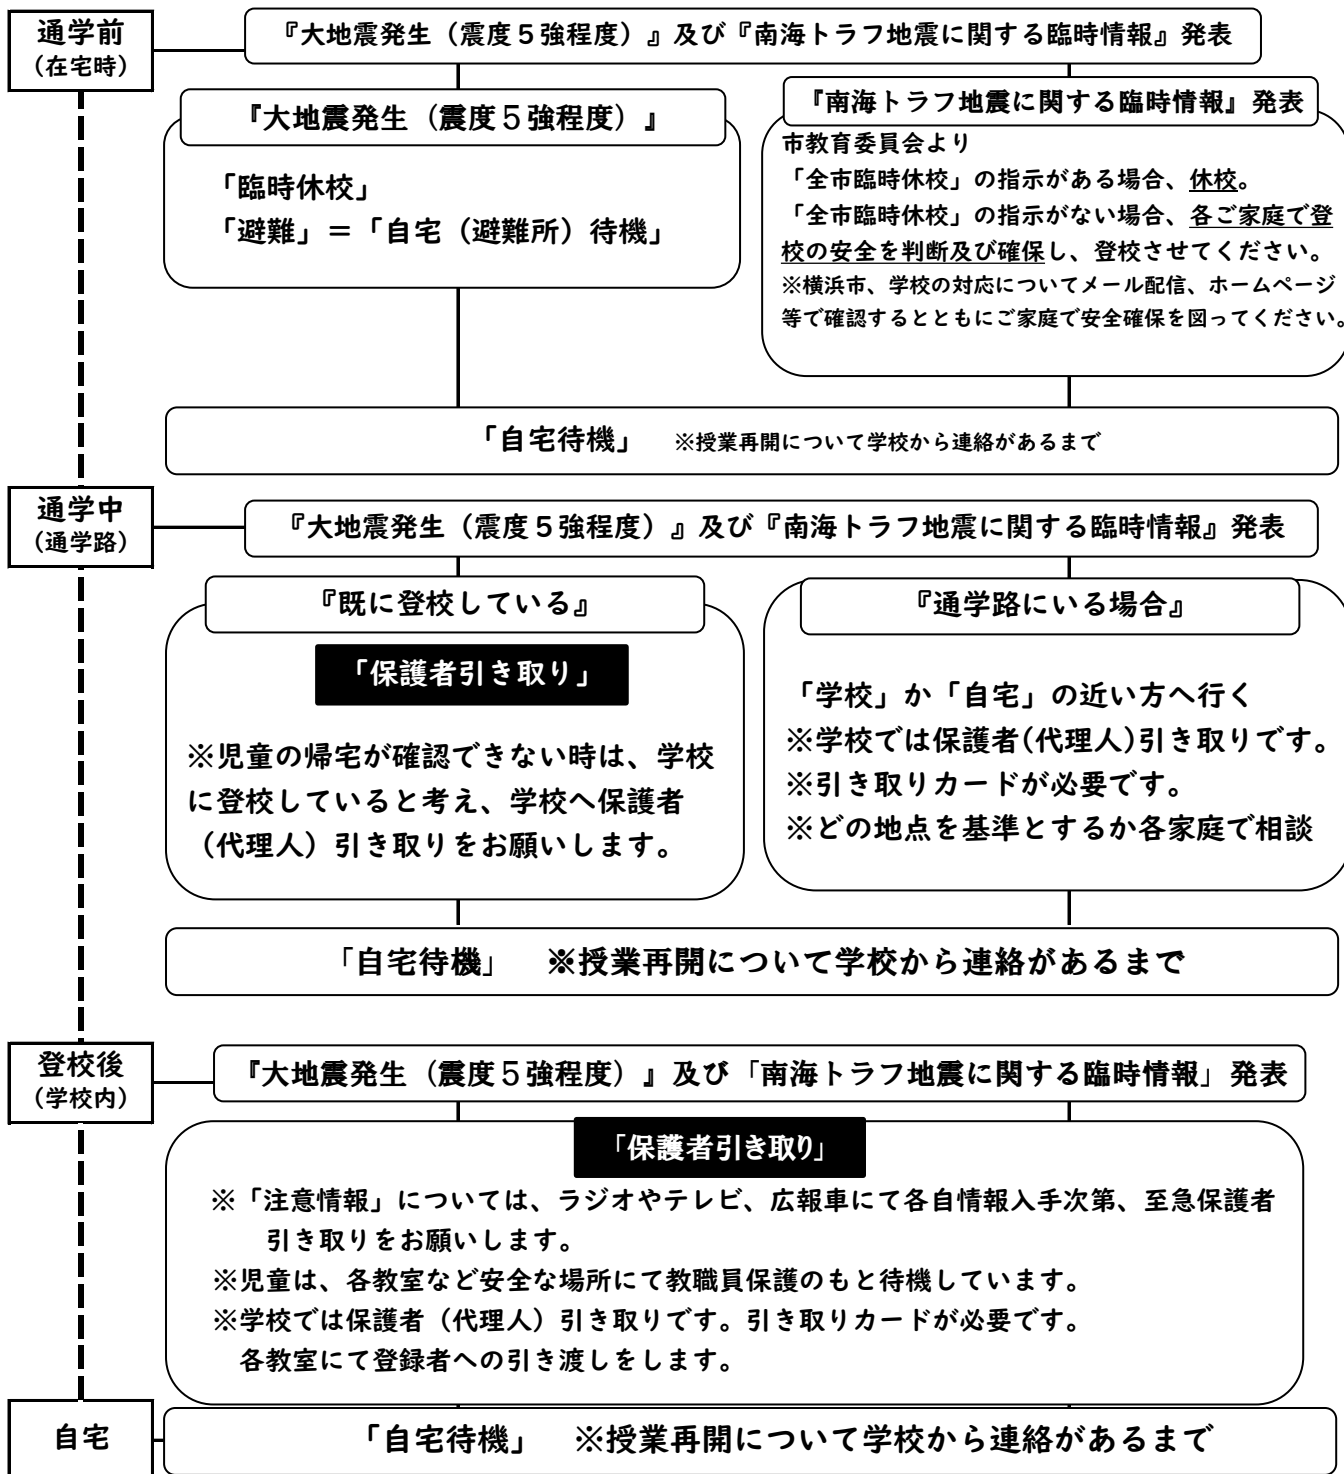 通学前
（在宅時）
『大地震発生（震度５強程度）』及び『南海トラフ地震に関する臨時情報』発表
『大地震発生（震度５強程度）』
「臨時休校」
「避難」＝「自宅（避難所）待機」
『南海トラフ地震に関する臨時情報』発表
市教育委員会より
「全市臨時休校」の指示がある場合、休校。
「全市臨時休校」の指示がない場合、各ご家庭で登
校の安全を判断及び確保し、登校させてください。
※横浜市、学校の対応についてメール配信、ホームページ
等で確認するとともにご家庭で安全確保を図ってください。
「自宅待機」　※授業再開について学校から連絡があるまで
通学中
（通学路）
『大地震発生（震度５強程度）』及び『南海トラフ地震に関する臨時情報』発表
『既に登校している』
「保護者引き取り」
※児童の帰宅が確認できない時は、学校
に登校していると考え、学校へ保護者
（代理人）引き取りをお願いします。
『通学路にいる場合』
「学校」か「自宅」の近い方へ行く
※学校では保護者(代理人)引き取りです。
※引き取りカードが必要です。
※どの地点を基準とするか各家庭で相談
「自宅待機」　※授業再開について学校から連絡があるまで
登校後
（学校内）
『大地震発生（震度５強程度）』及び「南海トラフ地震に関する臨時情報」発表
「保護者引き取り」
※「注意情報」については、ラジオやテレビ、広報車にて各自情報入手次第、至急保護者
引き取りをお願いします。
※児童は、各教室など安全な場所にて教職員保護のもと待機しています。
※学校では保護者（代理人）引き取りです。引き取りカードが必要です。
各教室にて登録者への引き渡しをします。
自宅
「自宅待機」　※授業再開について学校から連絡があるまで